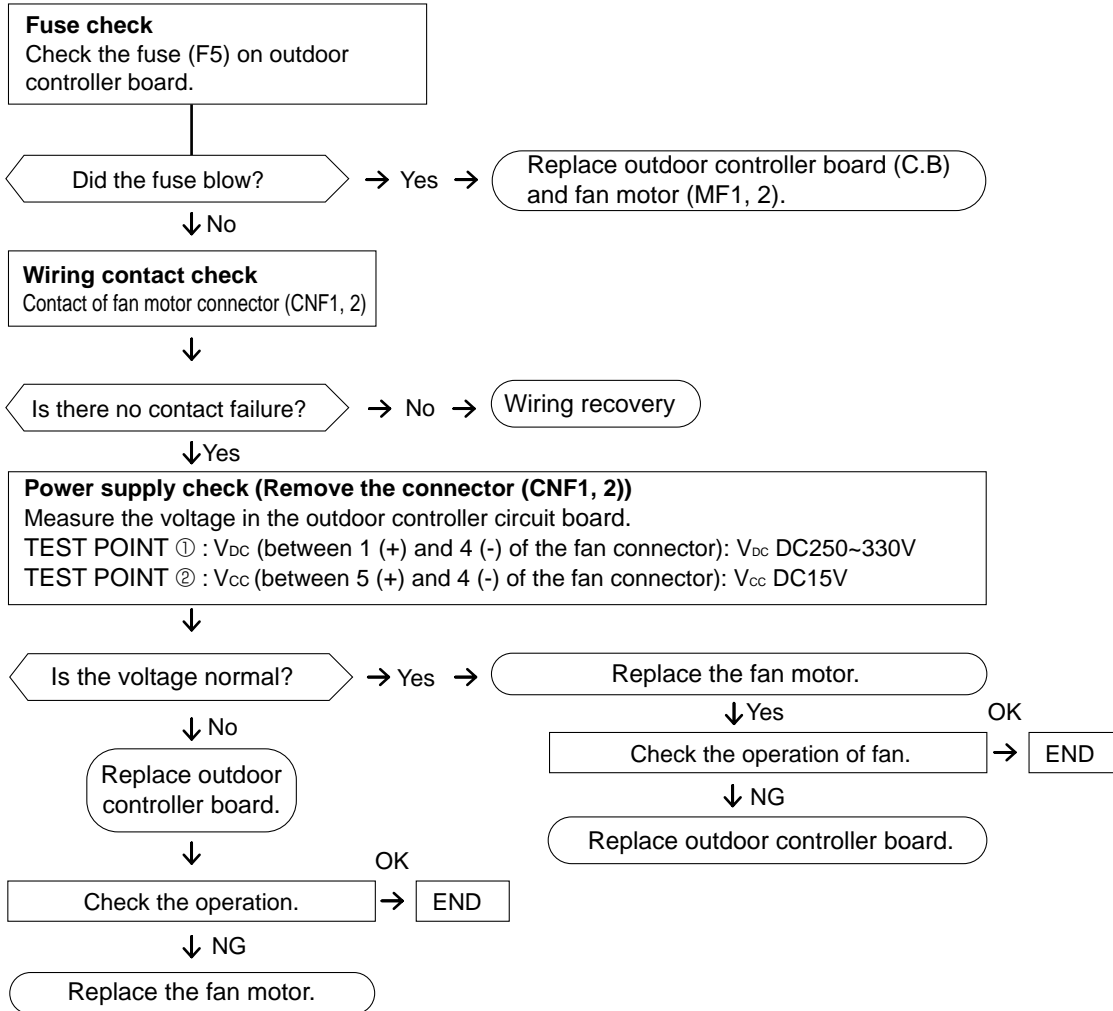 Fuse check
Check the fuse (F5) on outdoor
controller board.
Did the fuse blow?
Yes
Replace outdoor controller board (C.B)
and fan motor (MF1, 2).
No
Wiring contact check
Contact of fan motor connector (CNF1, 2)
Is there no contact failure?
No
Wiring recovery
Yes
Power supply check (Remove the connector (CNF1, 2))
Measure the voltage in the outdoor controller circuit board.
TEST POINT ① : VDC (between 1 (+) and 4 (-) of the fan connector): VDC DC250~330V
TEST POINT ② : VCC (between 5 (+) and 4 (-) of the fan connector): VCC DC15V
Is the voltage normal?
Yes
Replace the fan motor.
Yes
OK
Check the operation of fan.
END
NG
Replace outdoor controller board.
No
Replace outdoor
controller board.
OK
Check the operation.
END
NG
Replace the fan motor.